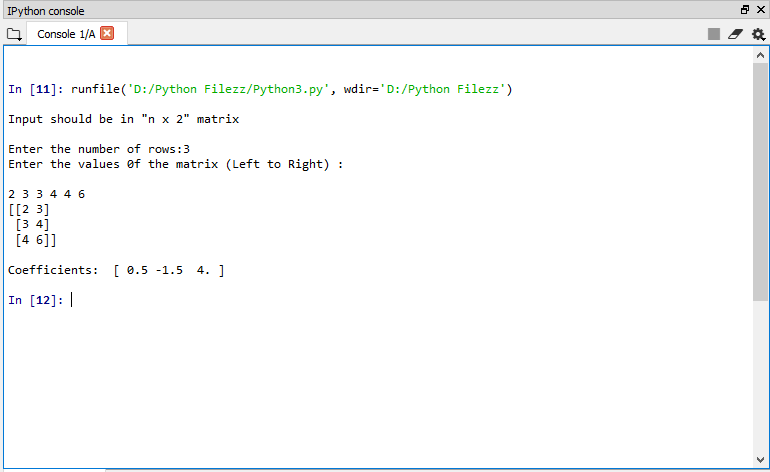 IPython console
Console 1/A
In [11]: runfile('D:/Python Filezz/Python3.py', wdir='D:/Python Filezz')
Input should be in "n x 2" matrix
Enter the number of rows:3
Enter the values 0f the matrix (Left to Right) :
2 3 3 4 4 6
[[2 3]
 [3 4]
 [4 6]]
Coefficients:  [ 0.5 -1.5  4. ]
In [12]: